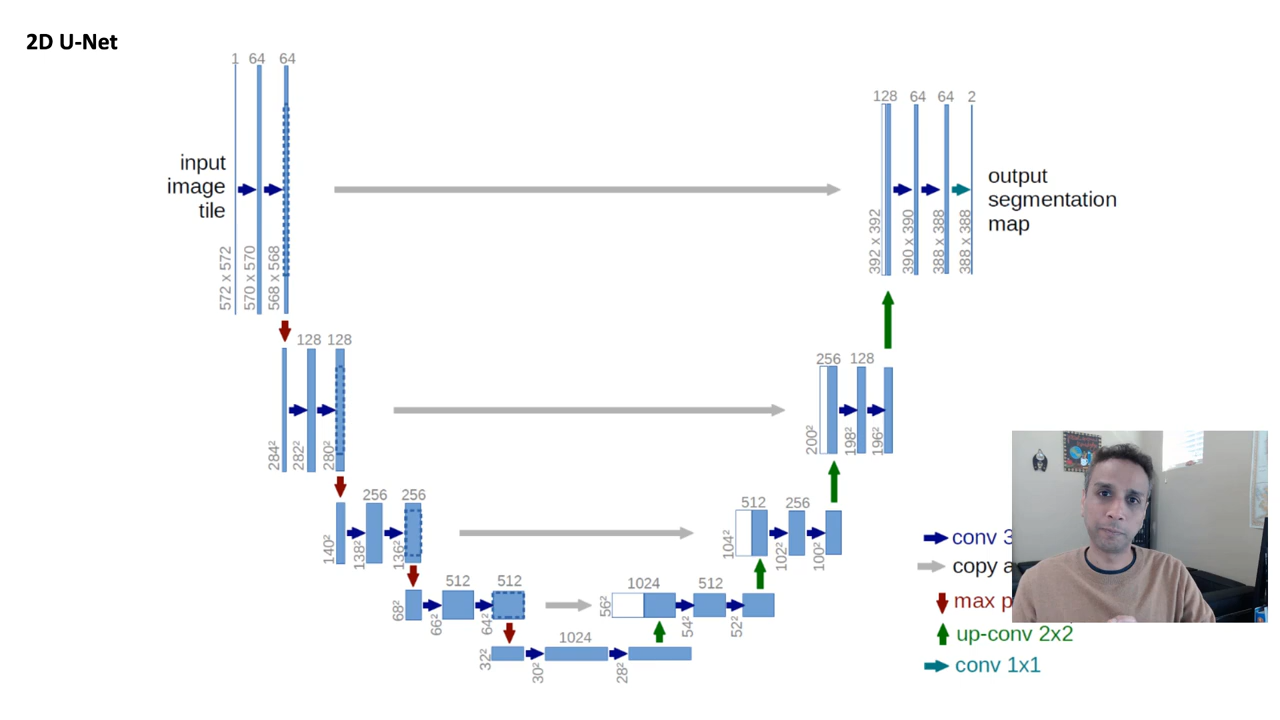 2D U-Net
1 64 64
input
image
tile
572 x 572
570 x 570
568 x 568
128 64 64 2
output
segmentation
map
392 x 392
390 x 390
388 x 388
388 x 388
128 128
284²
282²
280²
256 128
200²
198²
196²
256 256
140²
138²
136²
512 256
104²
102²
100²
512 512
68²
66²
64²
1024 512
56²
54²
52²
1024
32²
30²
28²
conv 3
copy a
max p
up-conv 2x2
conv 1x1